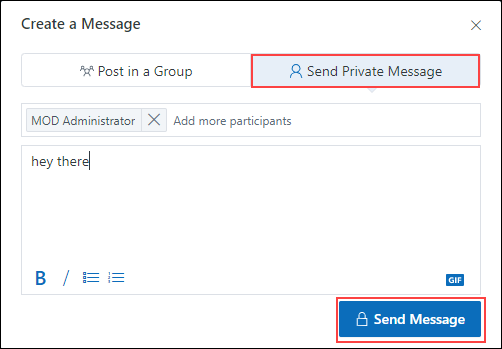 Create a Message
Post in a Group
Send Private Message
MOD Administrator
Add more participants
hey there
B /
GIF
Send Message